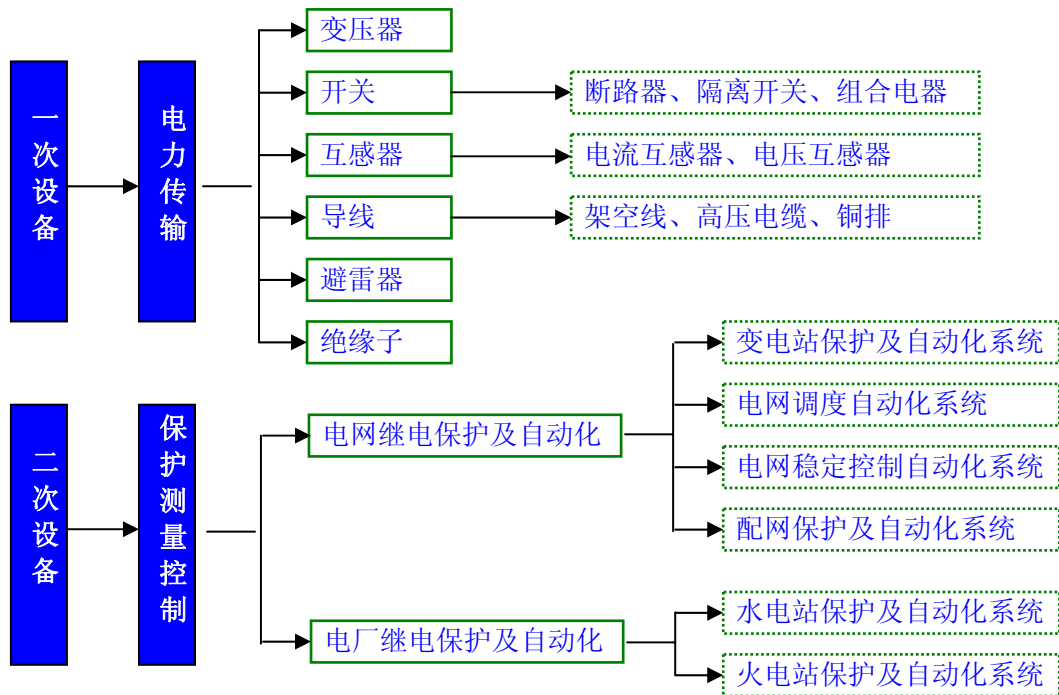 一次设备
电力传输
变压器
开关
断路器、隔离开关、组合电器
互感器
电流互感器、电压互感器
导线
架空线、高压电缆、铜排
避雷器
绝缘子
二次设备
保护测量控制
电网继电保护及自动化
变电站保护及自动化系统
电网调度自动化系统
电网稳定控制自动化系统
配网保护及自动化系统
电厂继电保护及自动化
水电站保护及自动化系统
火电站保护及自动化系统